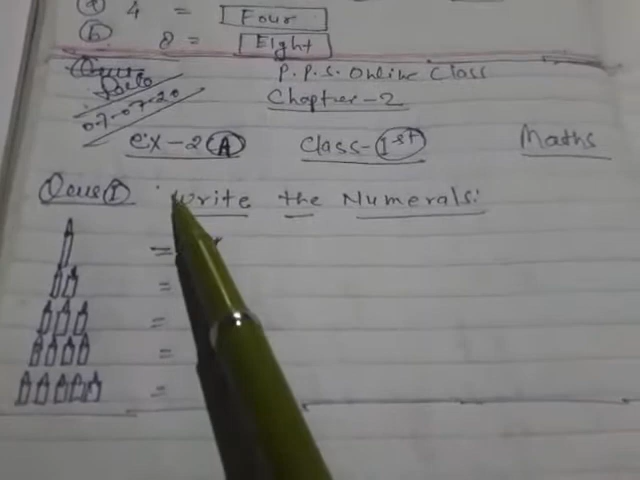 4 = Four
(b) 8 = Eight
P.P.S. Online Class
Date
07-07-20
Chapter-2
ex-2(A) Class-1st Maths
Ques(1) Write the Numerals:
=
=
=
=
=